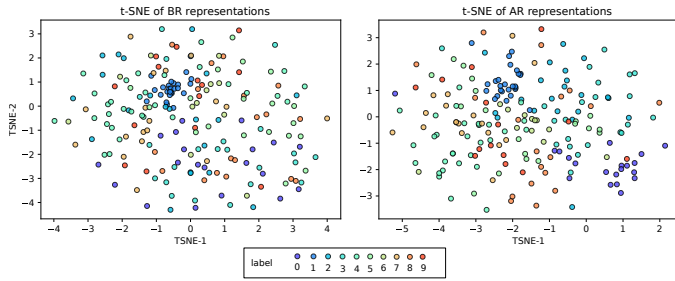 t-SNE of BR representations
3
2
1
0
−1
−2
−3
−4
TSNE-2
−4 −3 −2 −1 0 1 2 3 4
TSNE-1
t-SNE of AR representations
3
2
1
0
−1
−2
−3
−5 −4 −3 −2 −1 0 1 2
TSNE-1
label
0 1 2 3 4 5 6 7 8 9